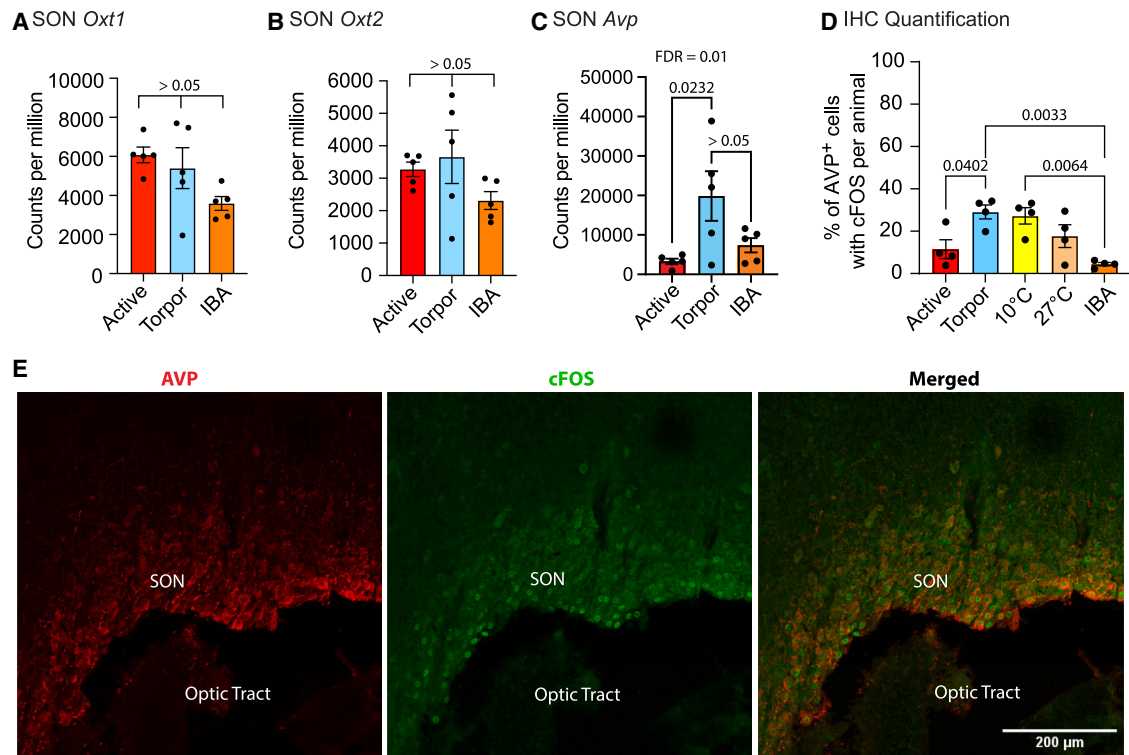 A SON Oxt1
Counts per million
10000
8000
6000
4000
2000
0
> 0.05
Active
Torpor
IBA
B SON Oxt2
Counts per million
6000
5000
4000
3000
2000
1000
0
> 0.05
Active
Torpor
IBA
C SON Avp
FDR = 0.01
Counts per million
50000
40000
30000
20000
10000
0
0.0232
> 0.05
Active
Torpor
IBA
D IHC Quantification
% of AVP+ cells
with cFOS per animal
100
80
60
40
20
0
0.0033
0.0402
0.0064
Active
Torpor
10°C
27°C
IBA
E
AVP
cFOS
Merged
SON
SON
SON
Optic Tract
Optic Tract
Optic Tract
200 µm